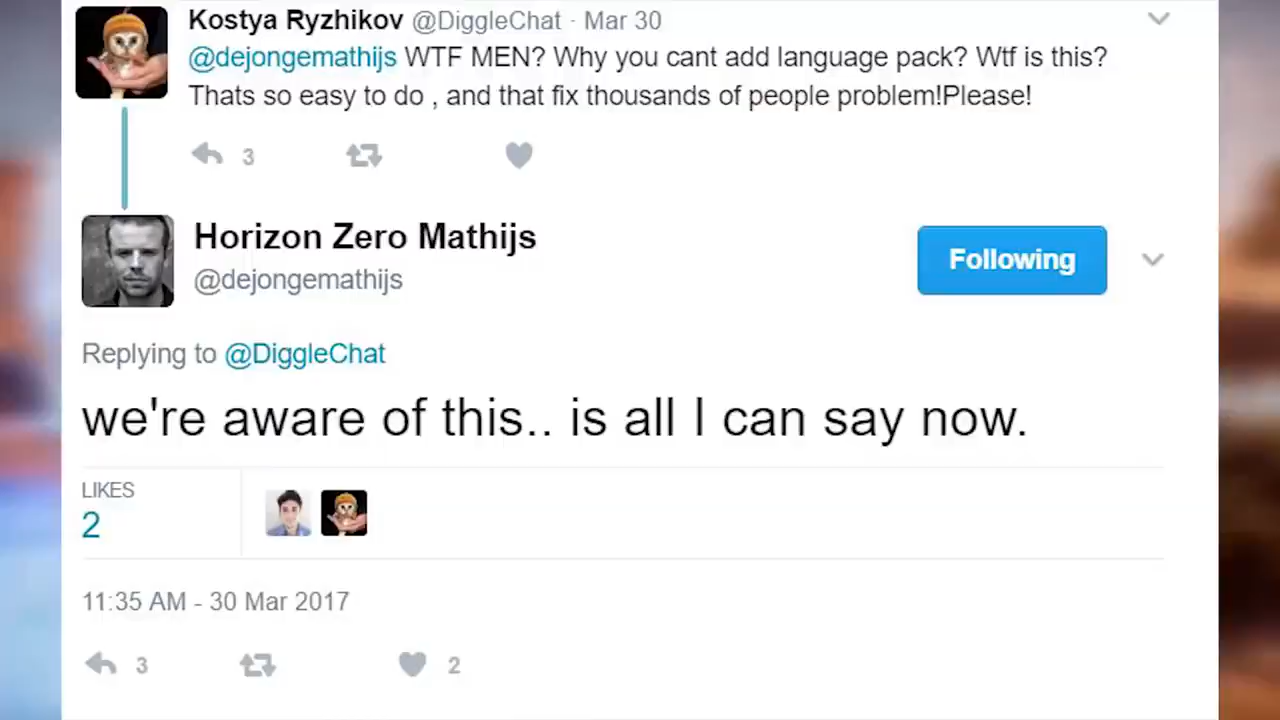 Kostya Ryzhikov @DiggleChat · Mar 30
@dejongemathijs WTF MEN? Why you cant add language pack? Wtf is this?
Thats so easy to do , and that fix thousands of people problem!Please!
3
Horizon Zero Mathijs
@dejongemathijs
Following
Replying to @DiggleChat
we're aware of this.. is all I can say now.
LIKES
2
11:35 AM - 30 Mar 2017
3 2